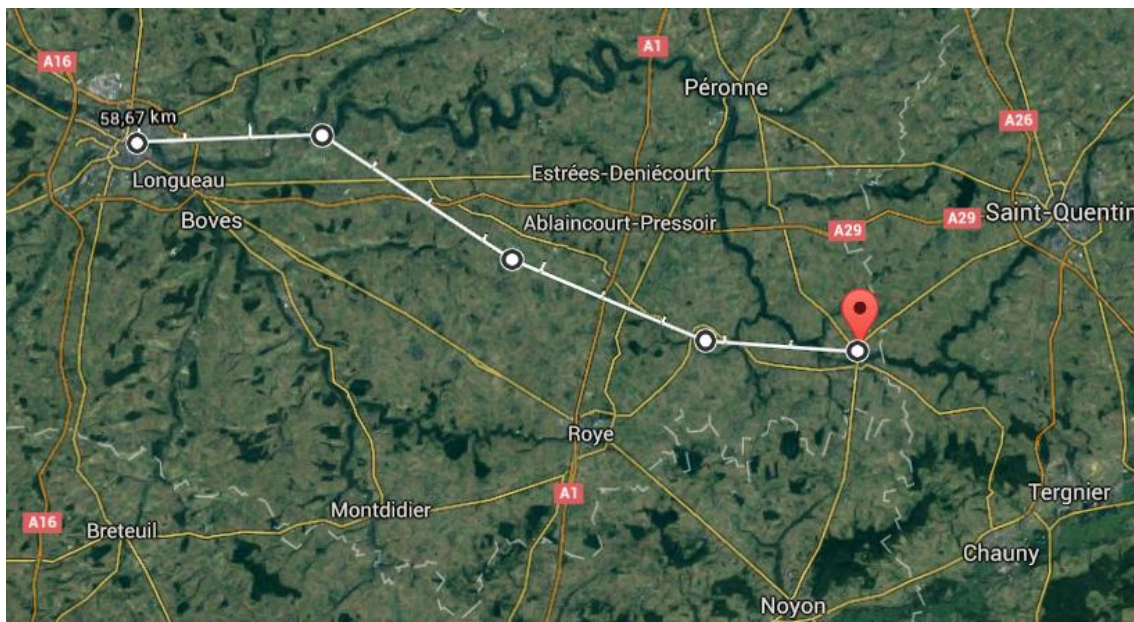 A16
A1
Péronne
58,67 km
A26
Estrées-Deniécourt
Longueau
Boves
Ablaincourt-Pressoir
A29
A29
Saint-Quentin
Roye
A1
Montdidier
A16
Breteuil
Tergnier
Chauny
Noyon